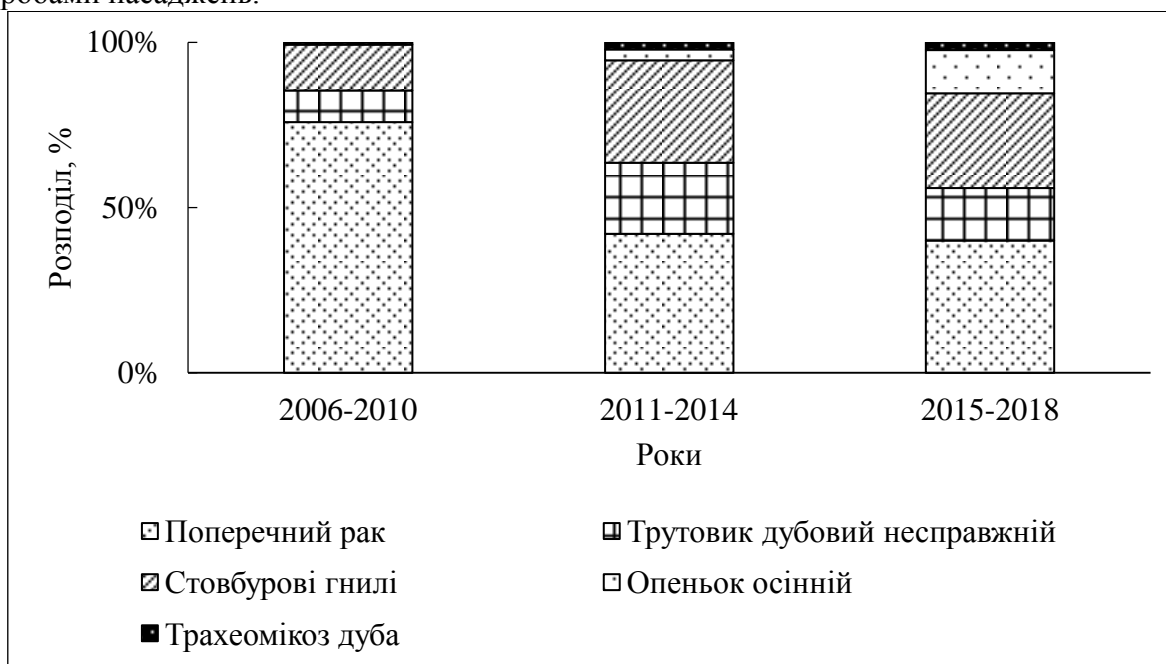 насаджень.
100%
50%
0%
Розподіл, %
2006-2010 2011-2014 2015-2018
Роки
Поперечний рак Трутовик дубовий несправжній
Стовбурові гнилі Опеньок осінній
Трахеомікоз дуба